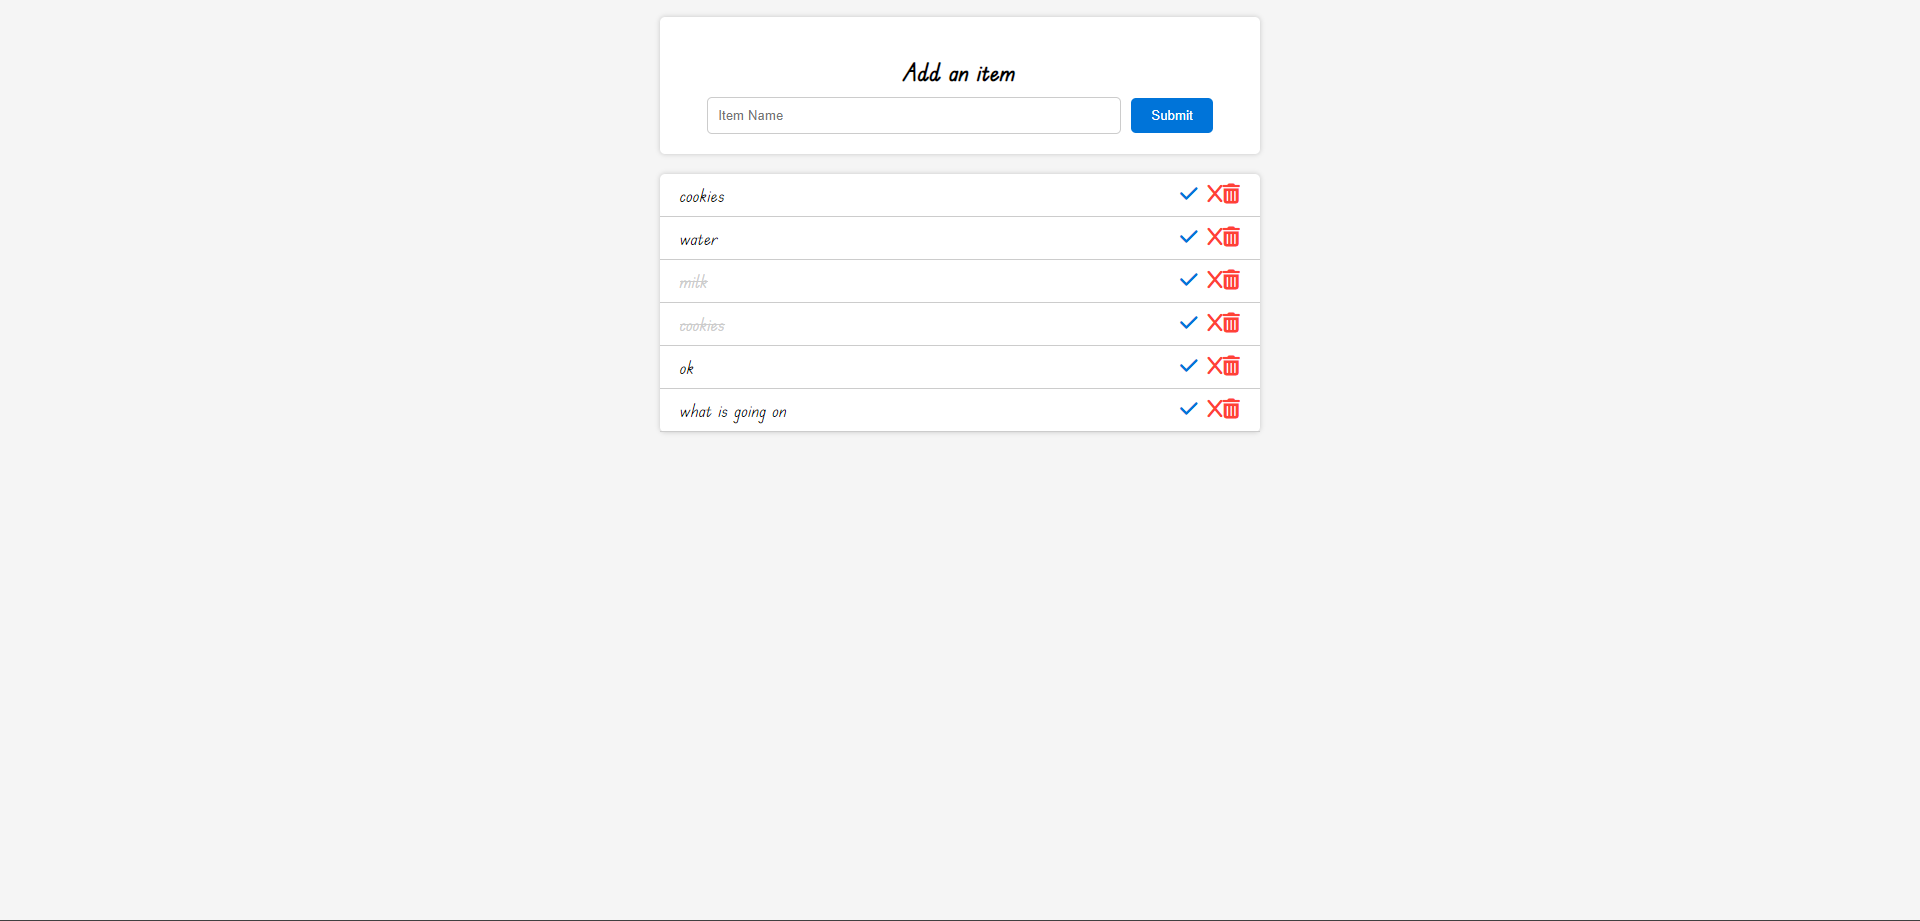 Add an item
Item Name
Submit
cookies
water
milk
cookies
ok
what is going on